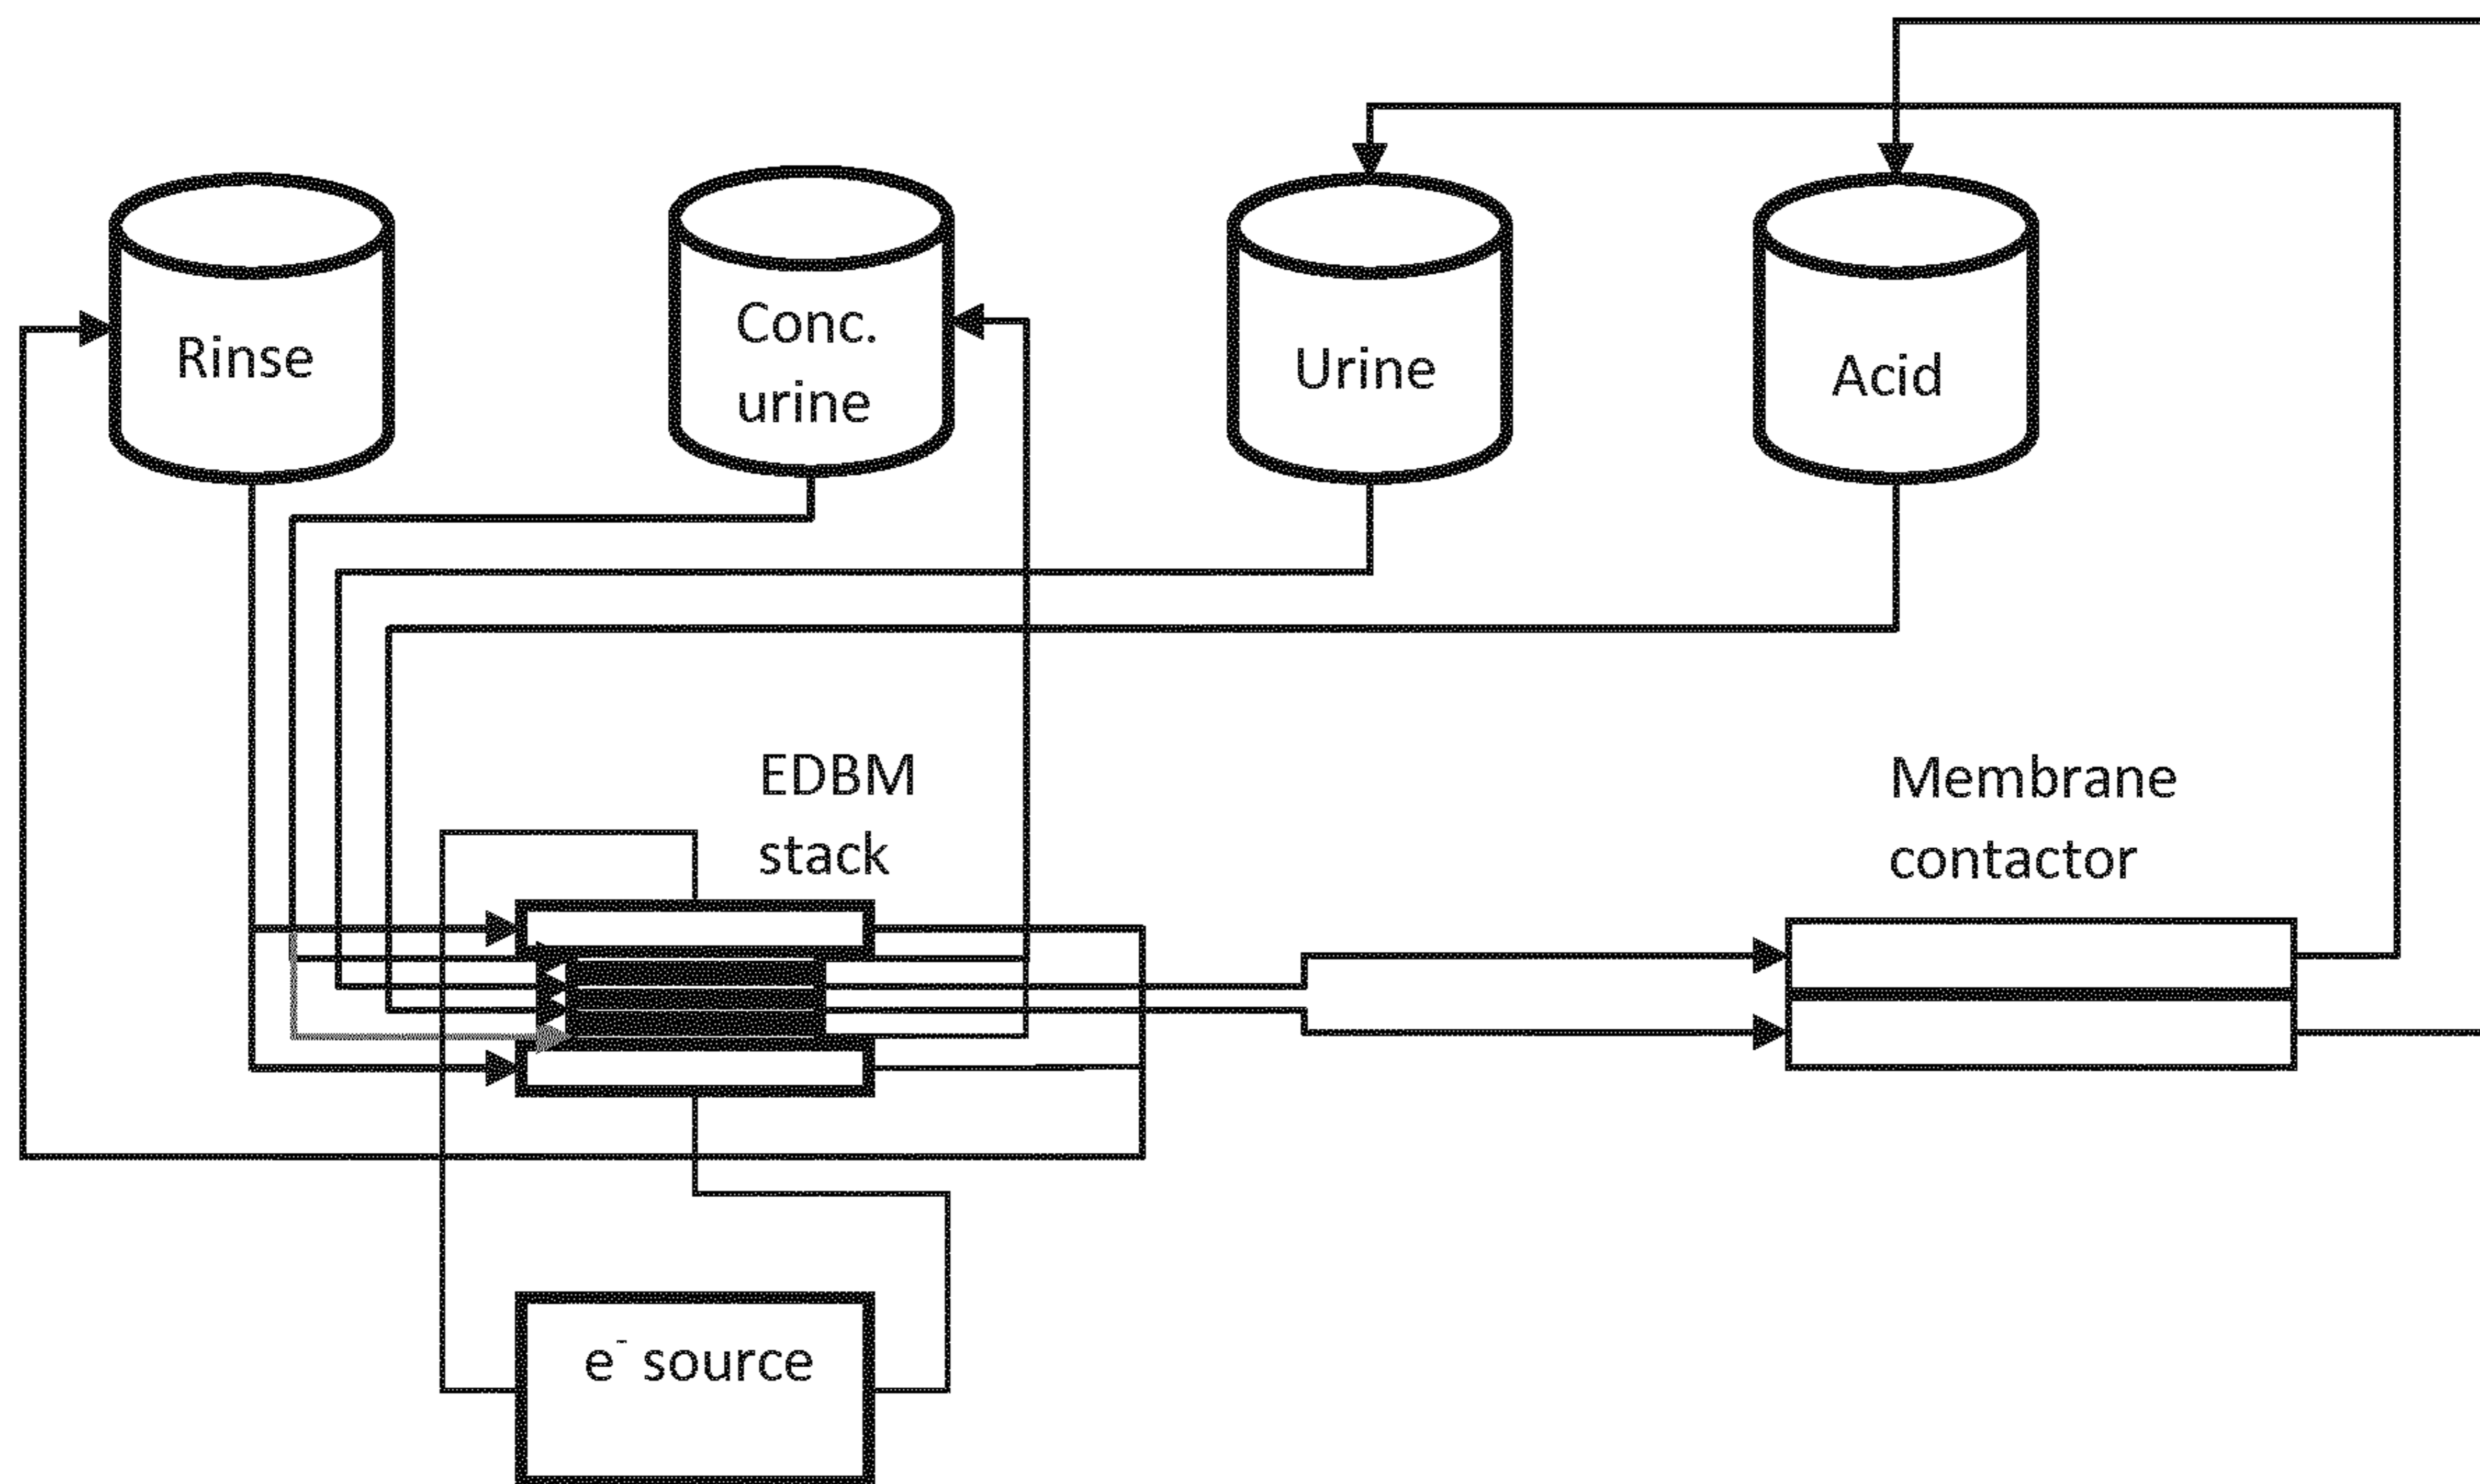 Rinse
Conc.
urine
Urine
Acid
EDBM
stack
Membrane
contactor
e⁻ source